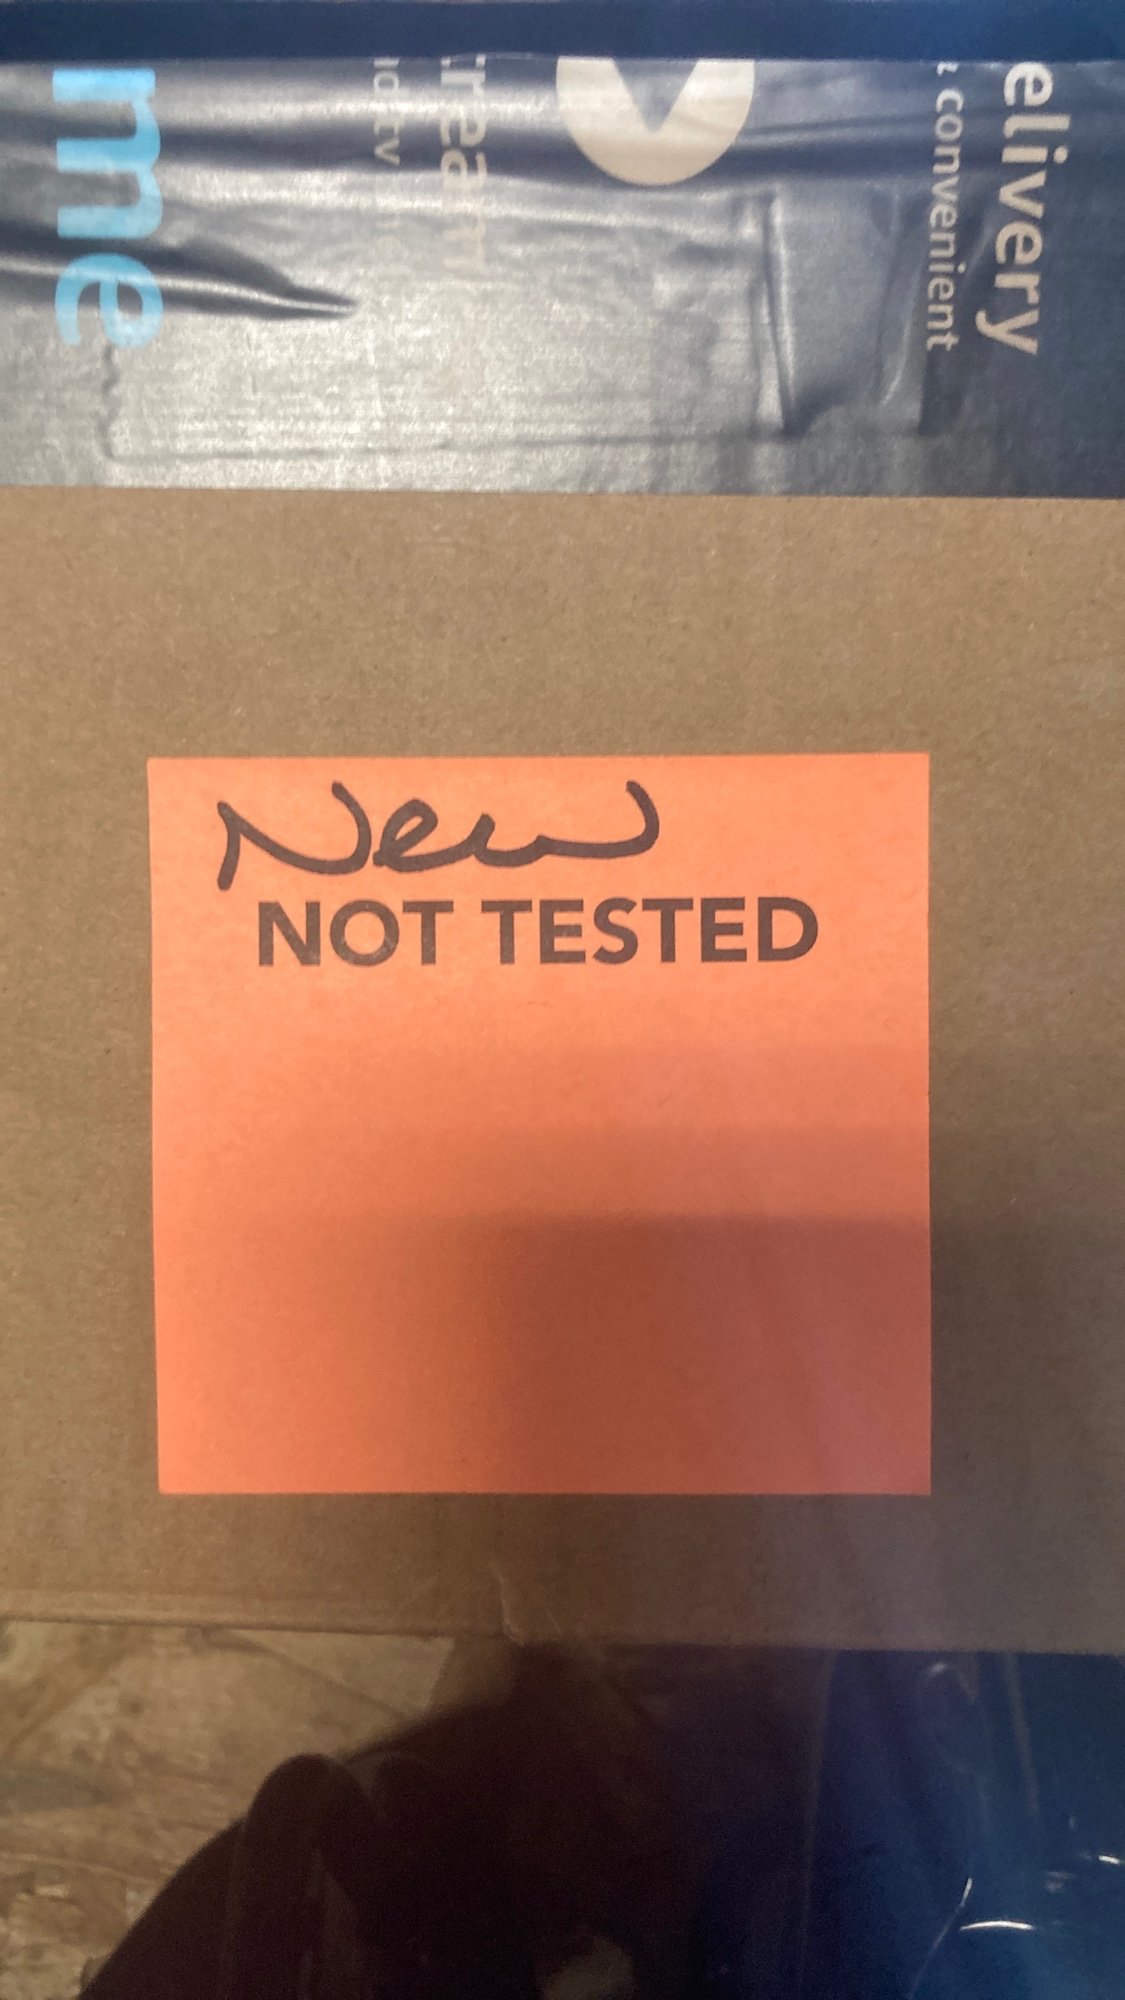 elivery
convenient
me
New
NOT TESTED